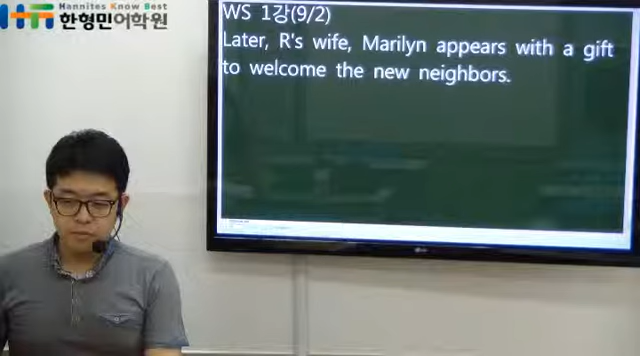 Hannites Know Best
한형민어학원
WS 1강(9/2)
Later, R's wife, Marilyn appears with a gift
to welcome the new neighbors.
LG